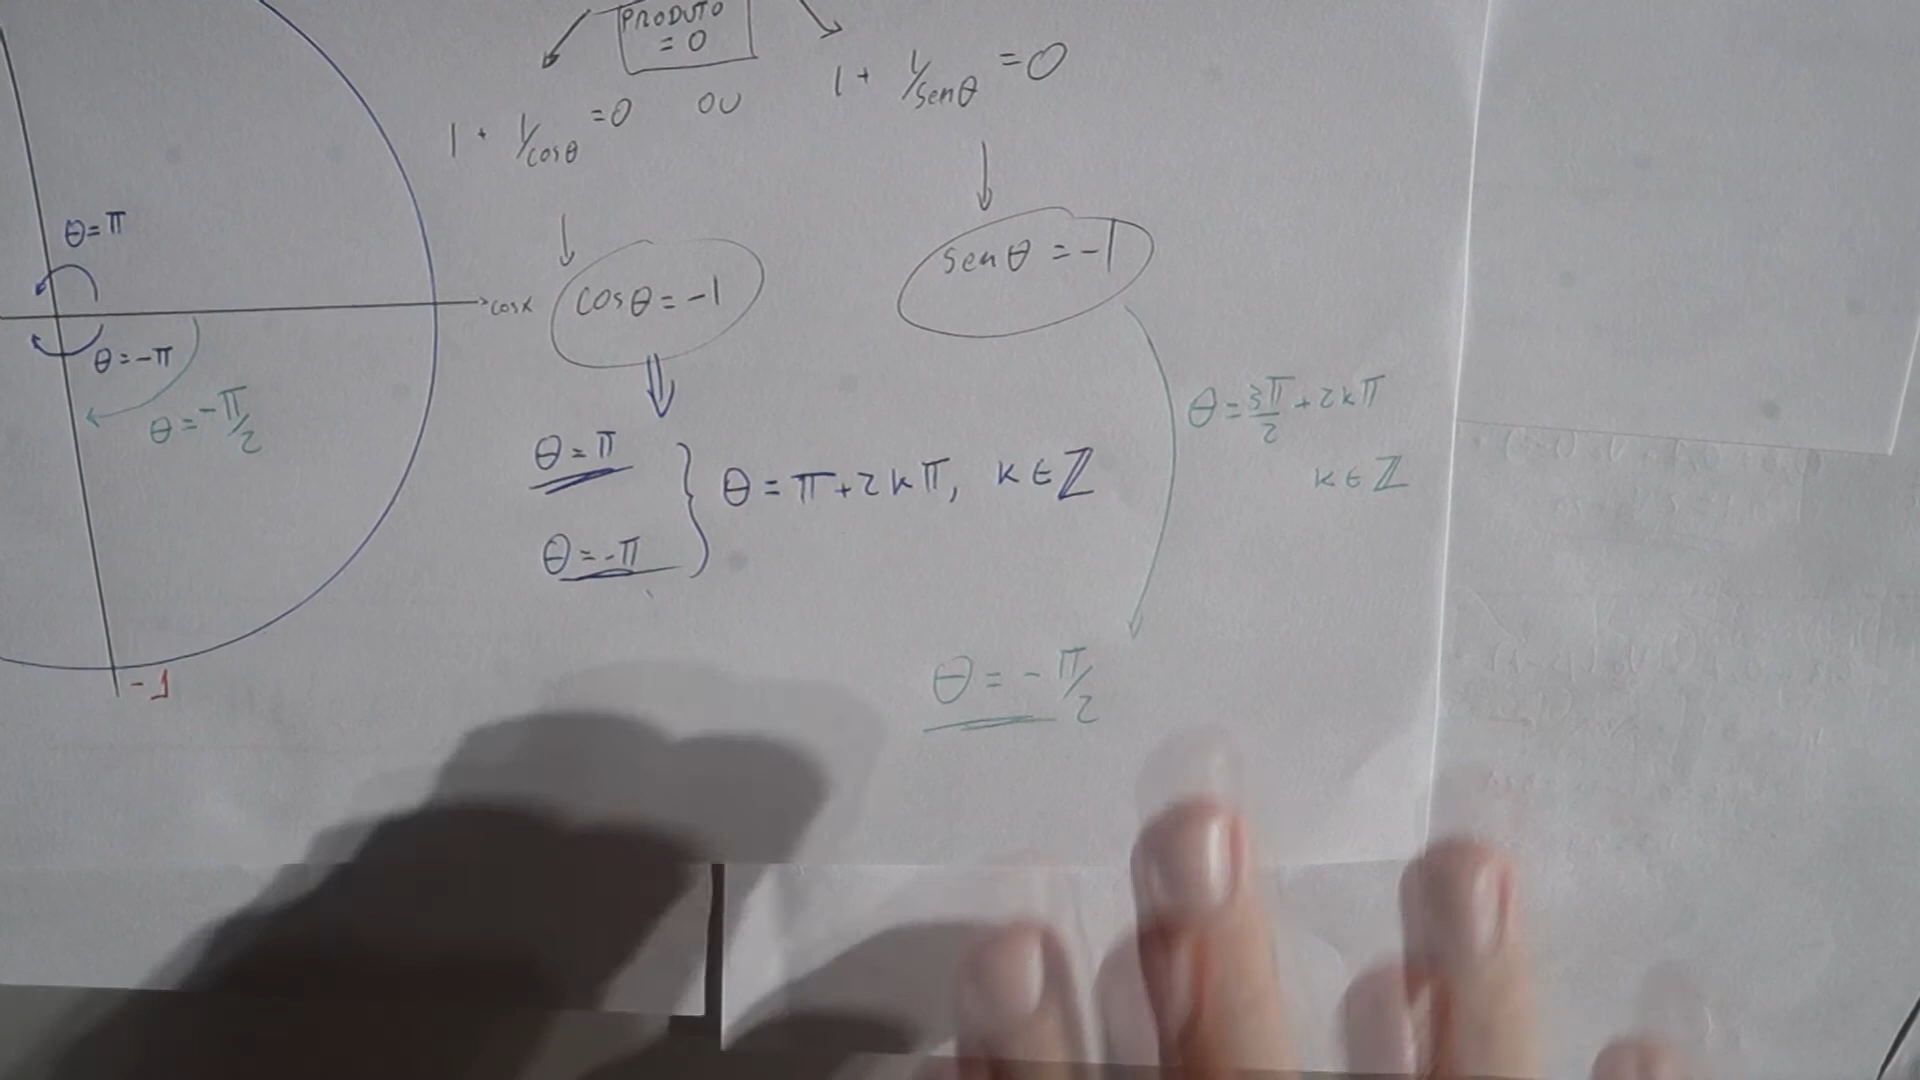 PRODUTO
= 0
1 + 1/cosθ = 0 OU 1 + 1/senθ = 0
θ = π
cosx
cosθ = -1
senθ = -1
θ = -π
θ = -π/2
θ = π
θ = -π
θ = π + 2kπ, k ∈ ℤ
θ = 3π/2 + 2kπ
k ∈ ℤ
θ = -π/2
-1